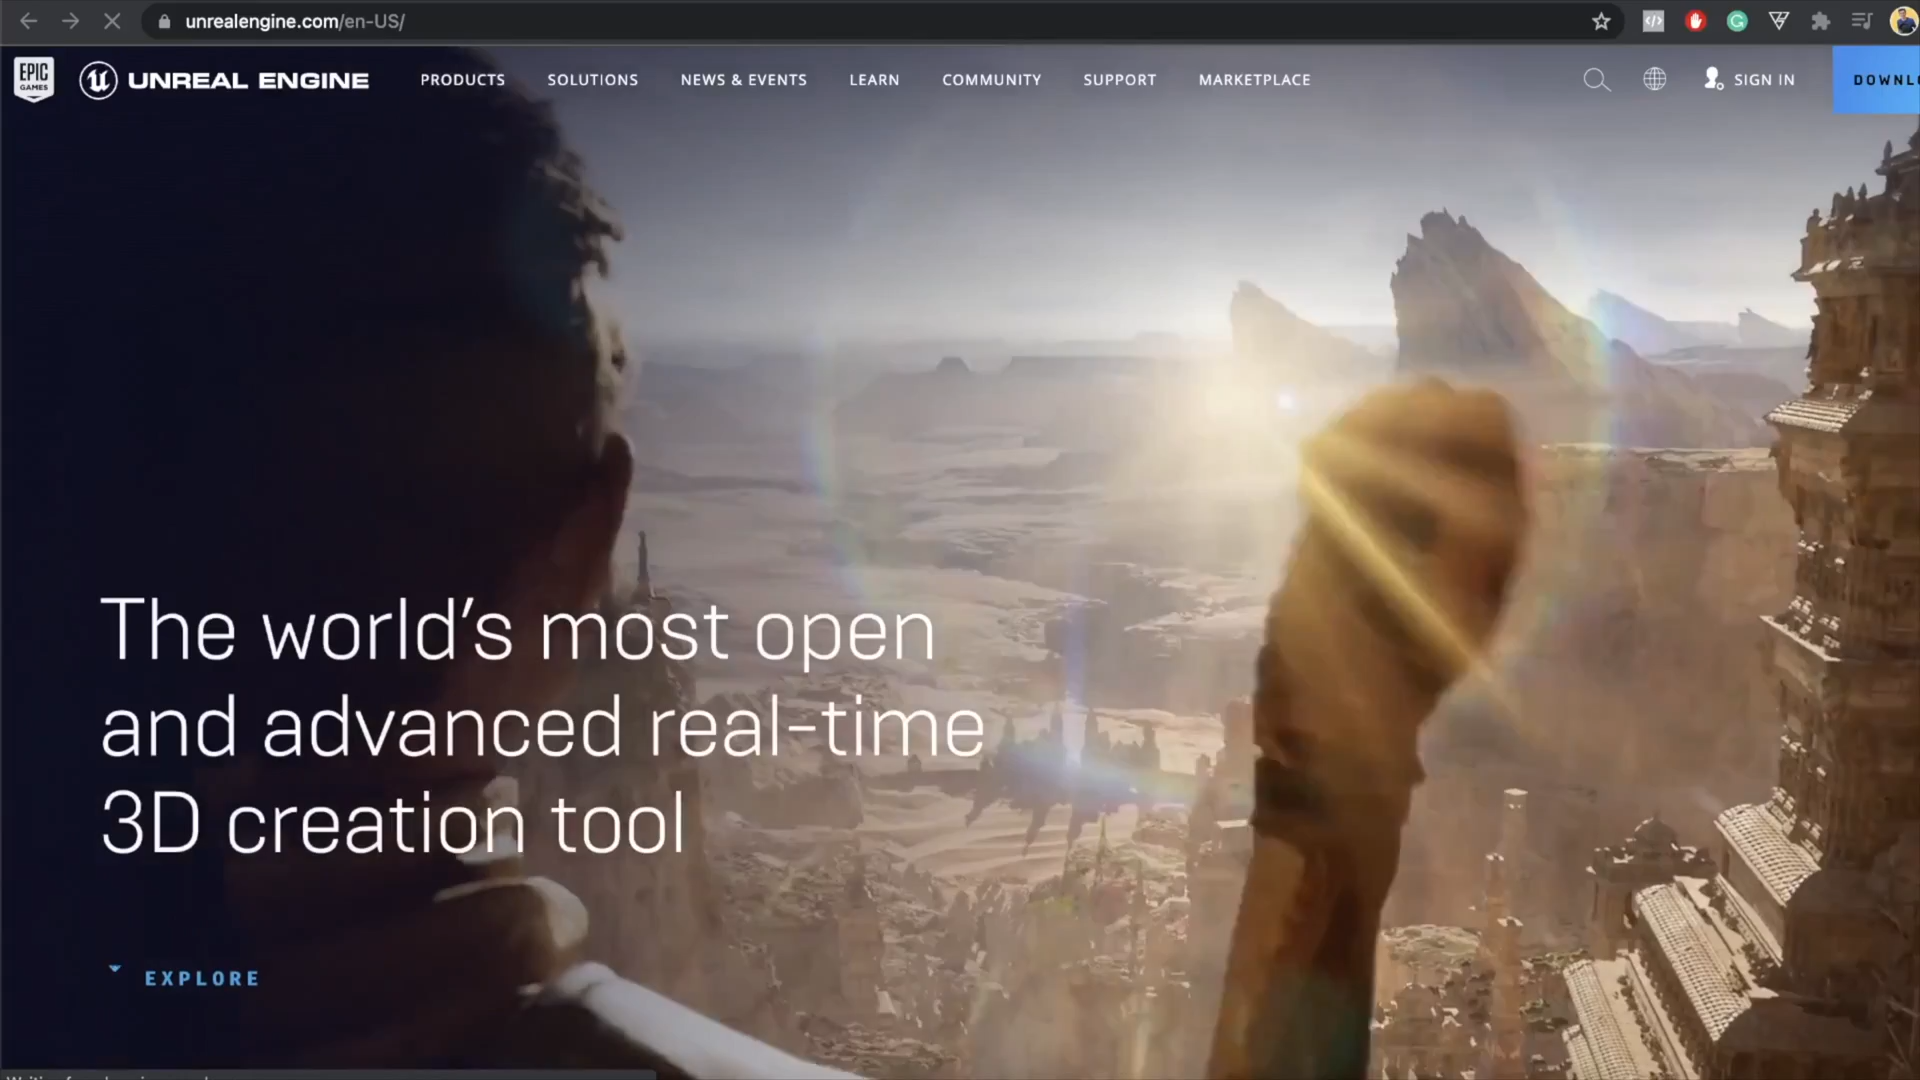 unrealengine.com/en-US/
EPIC
GAMES
UNREAL ENGINE
PRODUCTS
SOLUTIONS
NEWS & EVENTS
LEARN
COMMUNITY
SUPPORT
MARKETPLACE
SIGN IN
DOWNL
The world's most open
and advanced real-time
3D creation tool
EXPLORE